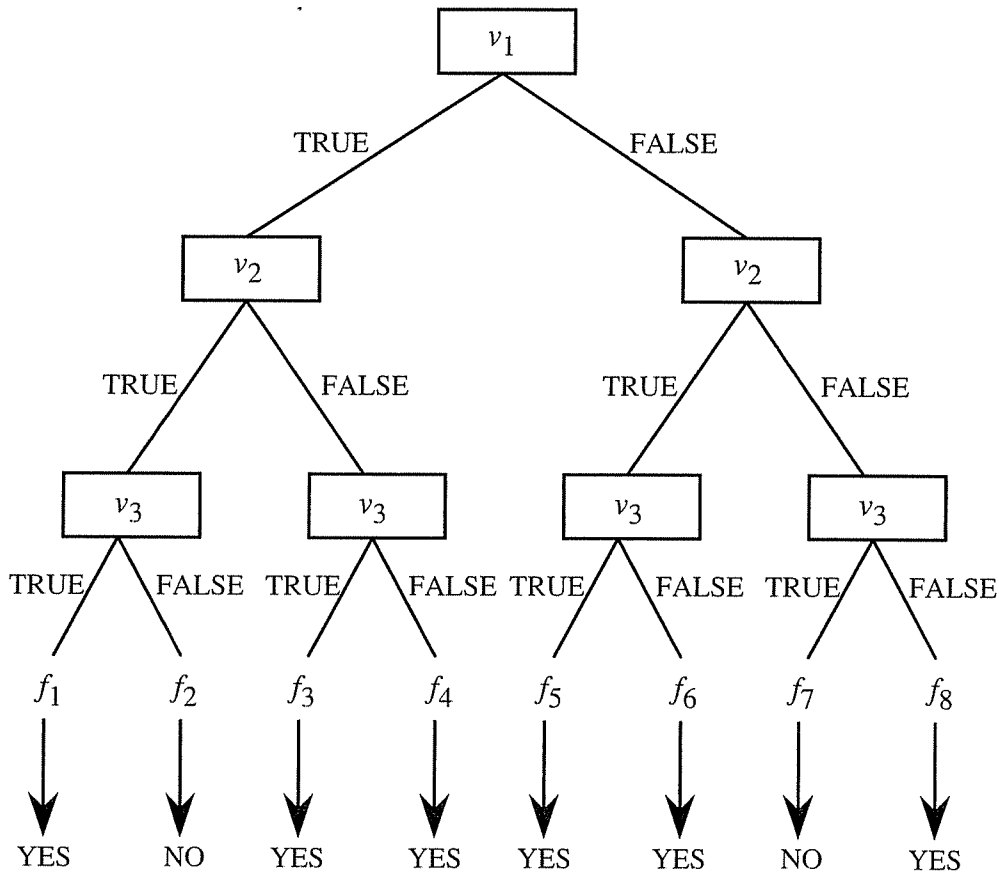 v1
TRUE FALSE
v2 v2
TRUE FALSE TRUE FALSE
v3 v3 v3 v3
TRUE FALSE TRUE FALSE TRUE FALSE TRUE FALSE
f1 f2 f3 f4 f5 f6 f7 f8
YES NO YES YES YES YES NO YES